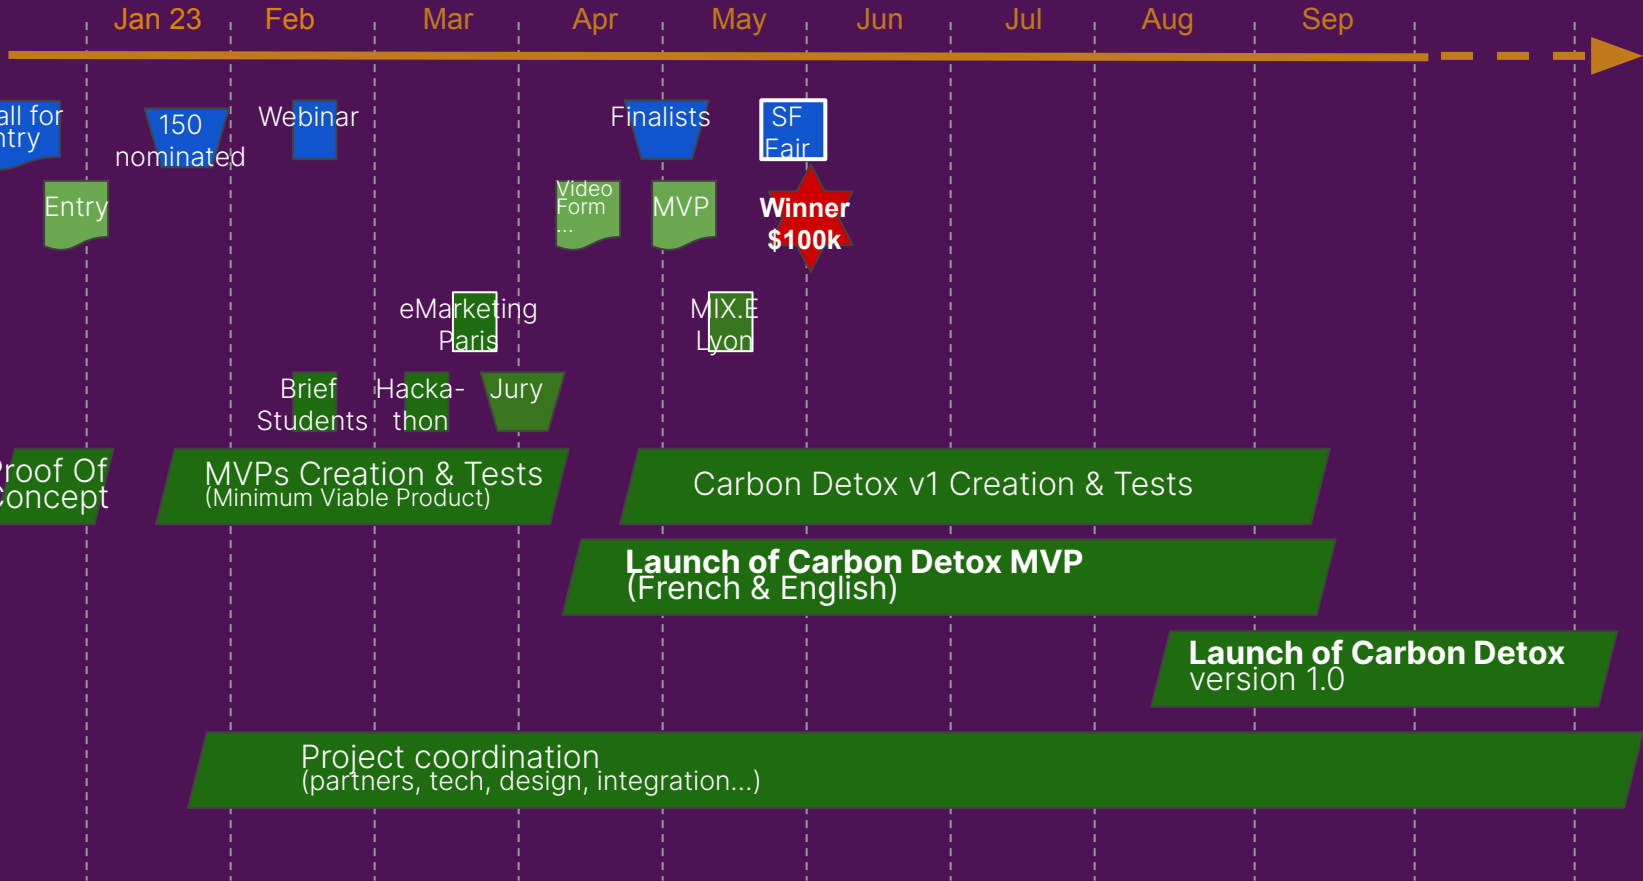 Jan 23 Feb Mar Apr May Jun Jul Aug Sep
all for
ntry
150
nominated
Webinar
Finalists
SF
Fair
Entry
Video
Form
...
MVP
Winner
$100k
eMarketing
Paris
MIX.E
Lyon
Brief
Students
Hacka-
thon
Jury
Proof Of
Concept
MVPs Creation & Tests
(Minimum Viable Product)
Carbon Detox v1 Creation & Tests
Launch of Carbon Detox MVP
(French & English)
Launch of Carbon Detox
version 1.0
Project coordination
(partners, tech, design, integration...)